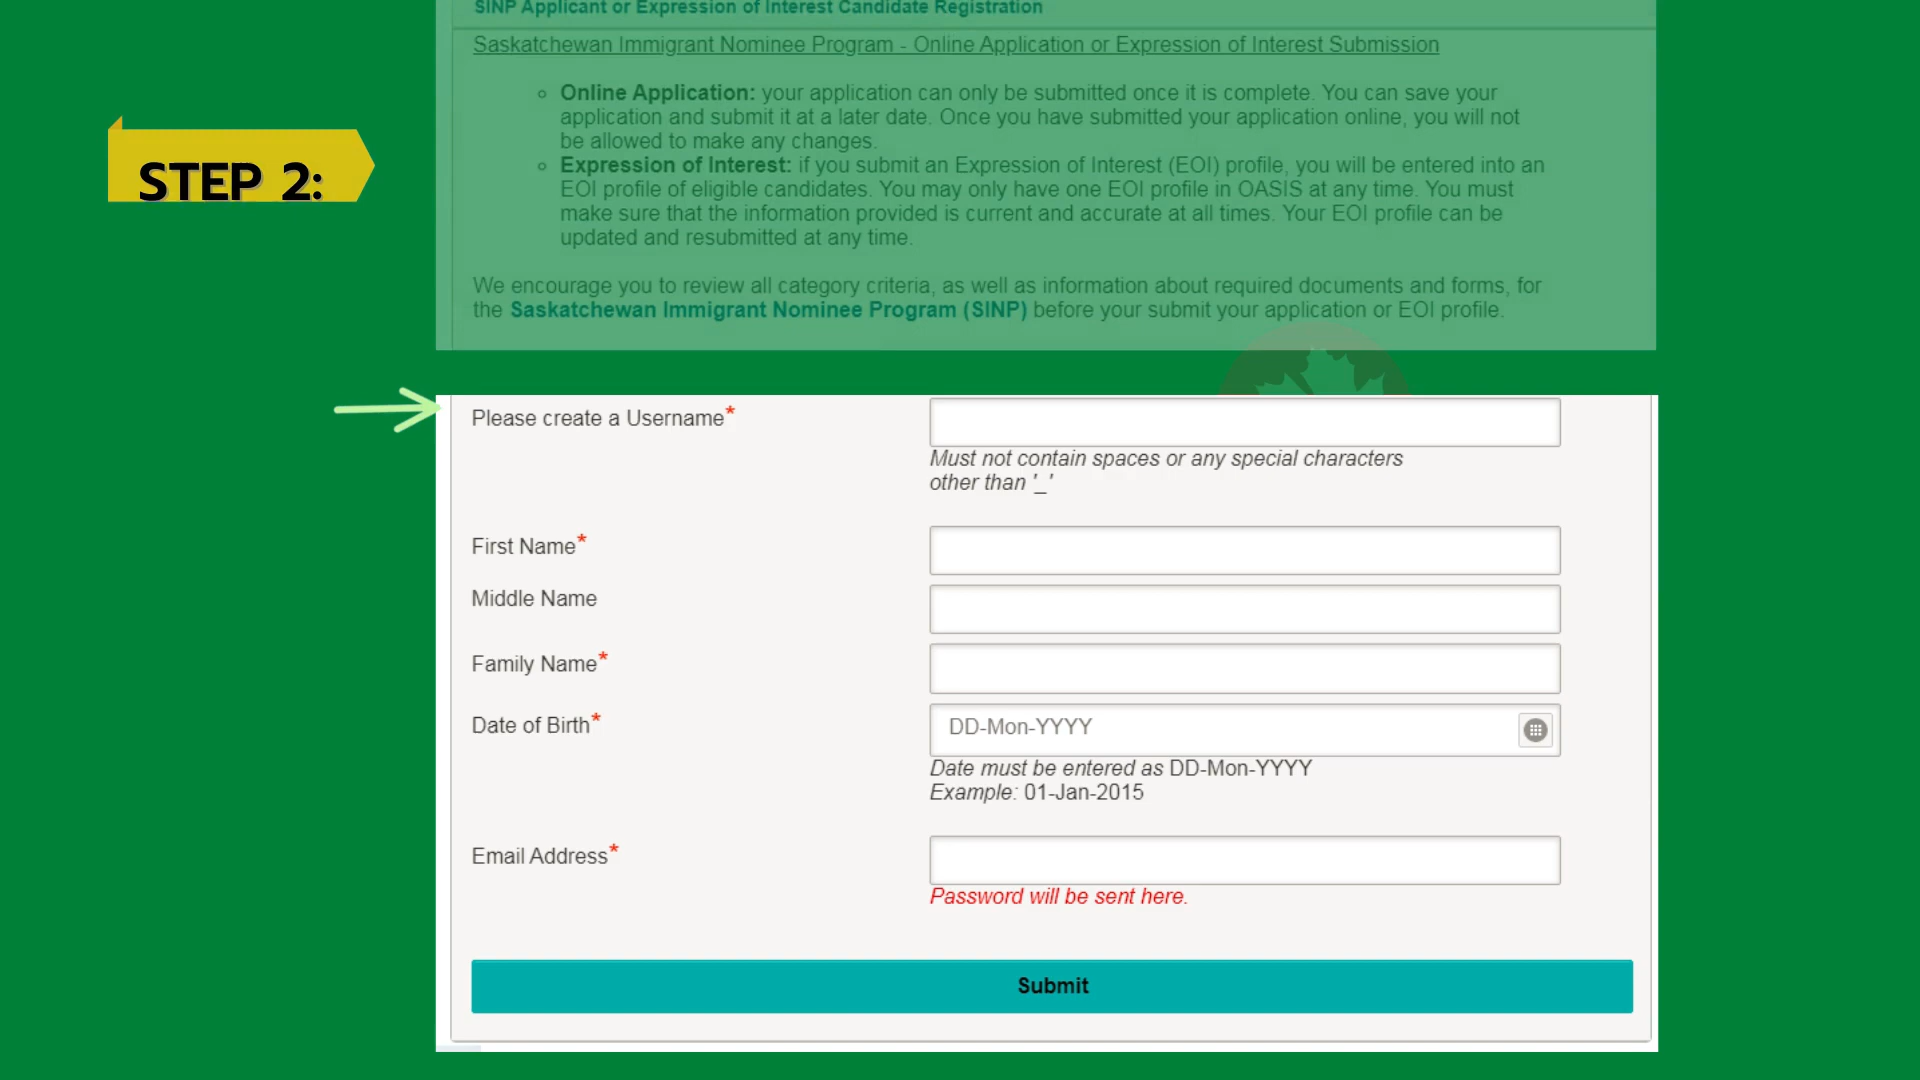 SINP Applicant or Expression of Interest Candidate Registration
Saskatchewan Immigrant Nominee Program - Online Application or Expression of Interest Submission
Online Application: your application can only be submitted once it is complete. You can save your
application and submit it at a later date. Once you have submitted your application online, you will not
be allowed to make any changes.
STEP 2:
Expression of Interest: if you submit an Expression of Interest (EOI) profile, you will be entered into an
EOI profile of eligible candidates. You may only have one EOI profile in OASIS at any time. You must
make sure that the information provided is current and accurate at all times. Your EOI profile can be
updated and resubmitted at any time.
We encourage you to review all category criteria, as well as information about required documents and forms, for
the Saskatchewan Immigrant Nominee Program (SINP) before your submit your application or EOI profile.
Please create a Username*
Must not contain spaces or any special characters
other than '_'
First Name*
Middle Name
Family Name*
Date of Birth*
DD-Mon-YYYY
Date must be entered as DD-Mon-YYYY
Example: 01-Jan-2015
Email Address*
Password will be sent here.
Submit